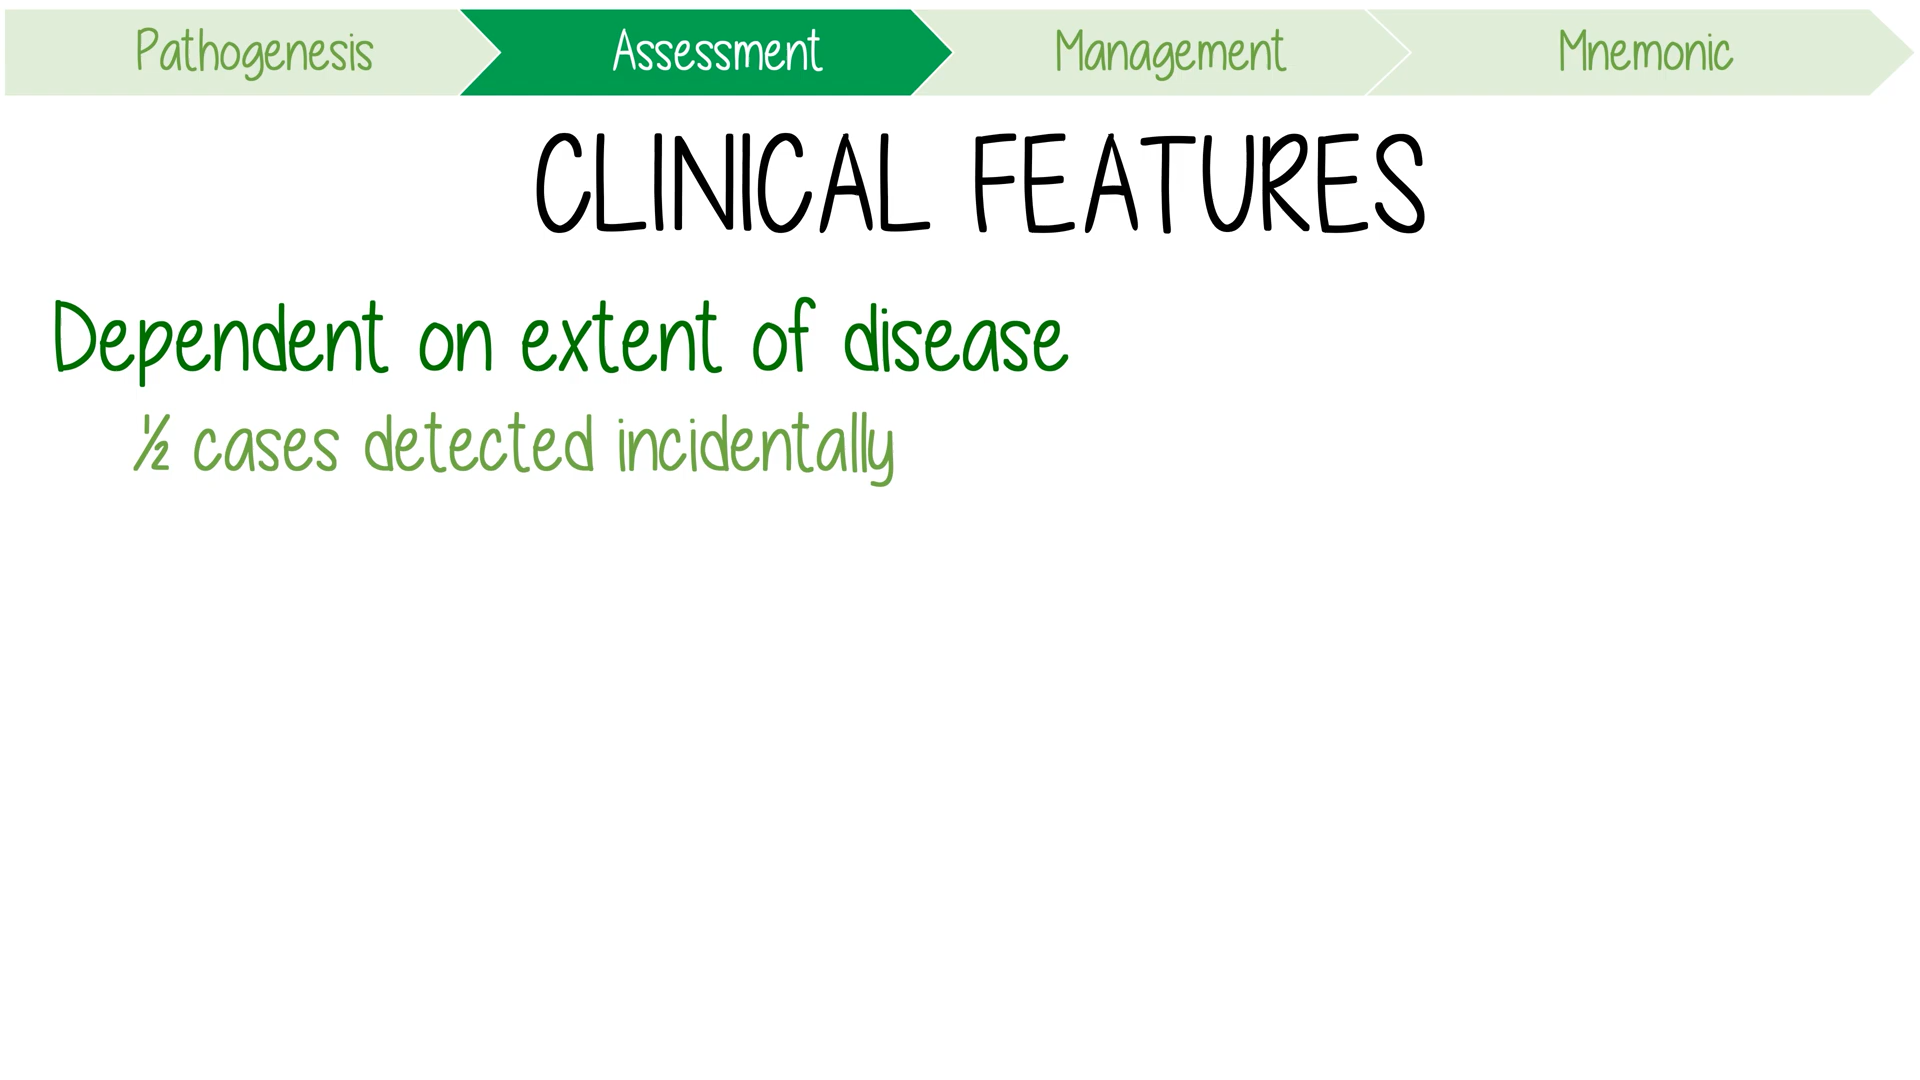 Pathogenesis Assessment Management Mnemonic
CLINICAL FEATURES
Dependent on extent of disease
½ cases detected incidentally